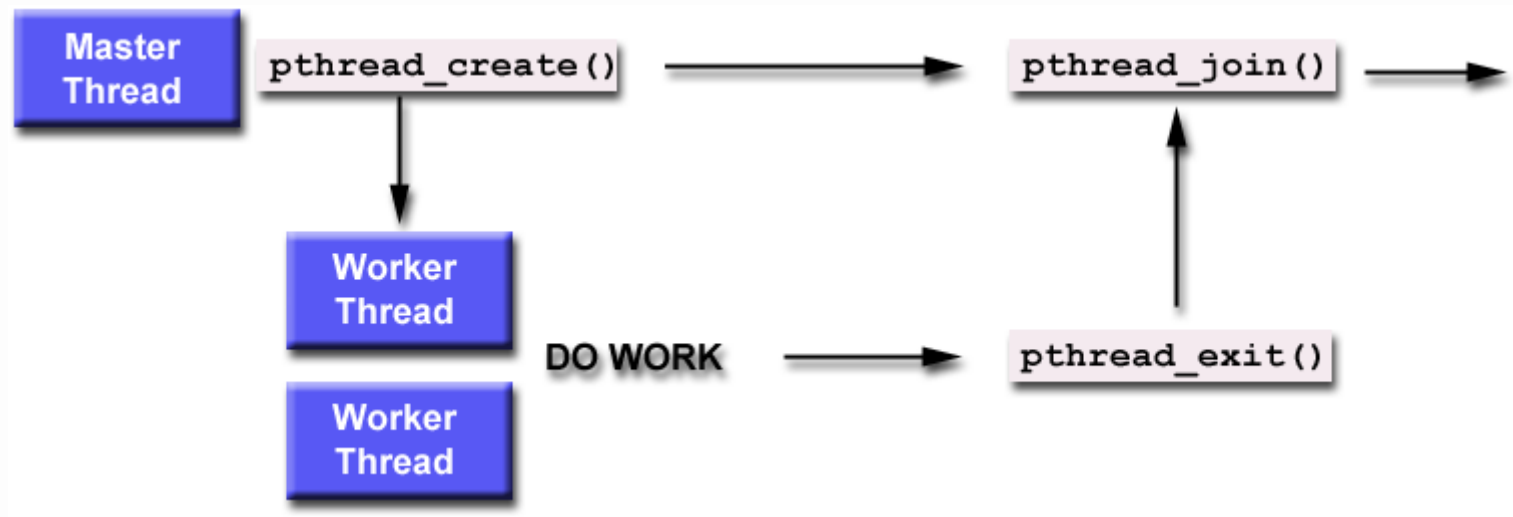 Master
Thread
pthread_create()
pthread_join()
Worker
Thread
DO WORK
pthread_exit()
Worker
Thread